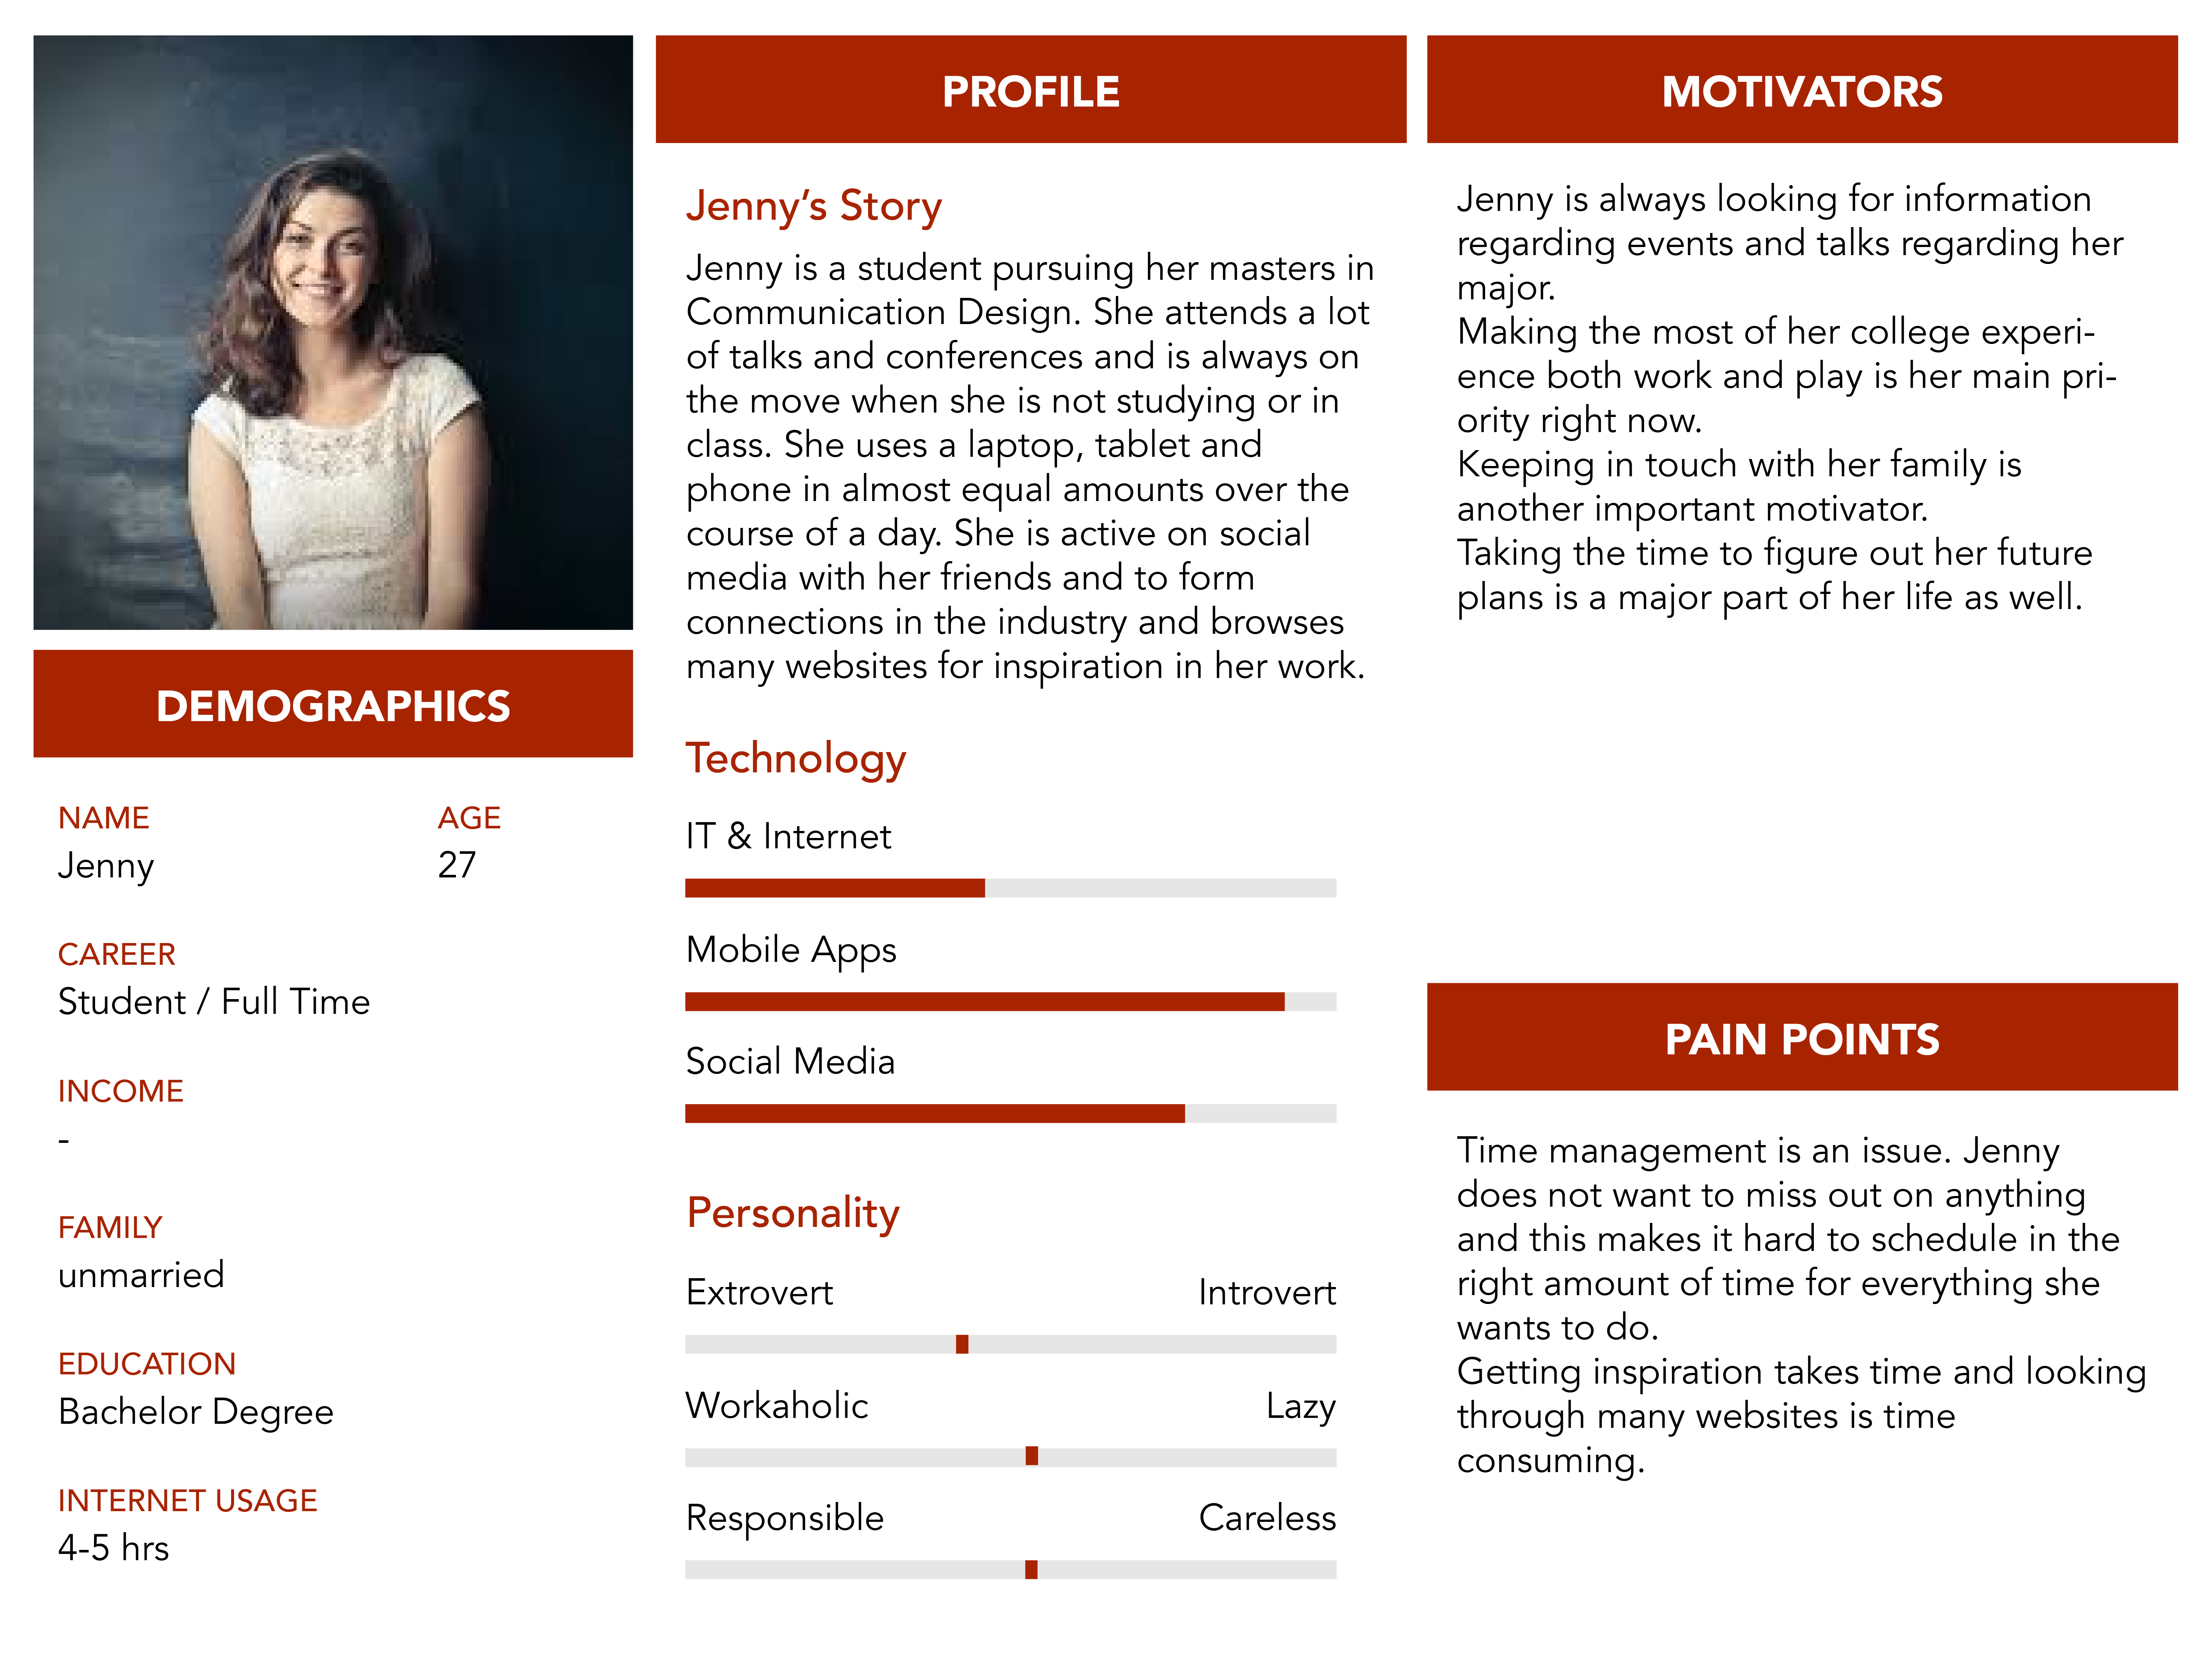 DEMOGRAPHICS
NAME
Jenny
AGE
27
CAREER
Student / Full Time
INCOME
-
FAMILY
unmarried
EDUCATION
Bachelor Degree
INTERNET USAGE
4-5 hrs
PROFILE
Jenny’s Story
Jenny is a student pursuing her masters in
Communication Design. She attends a lot
of talks and conferences and is always on
the move when she is not studying or in
class. She uses a laptop, tablet and
phone in almost equal amounts over the
course of a day. She is active on social
media with her friends and to form
connections in the industry and browses
many websites for inspiration in her work.
Technology
IT & Internet
Mobile Apps
Social Media
Personality
Extrovert Introvert
Workaholic Lazy
Responsible Careless
MOTIVATORS
Jenny is always looking for information
regarding events and talks regarding her
major.
Making the most of her college experi-
ence both work and play is her main pri-
ority right now.
Keeping in touch with her family is
another important motivator.
Taking the time to figure out her future
plans is a major part of her life as well.
PAIN POINTS
Time management is an issue. Jenny
does not want to miss out on anything
and this makes it hard to schedule in the
right amount of time for everything she
wants to do.
Getting inspiration takes time and looking
through many websites is time
consuming.